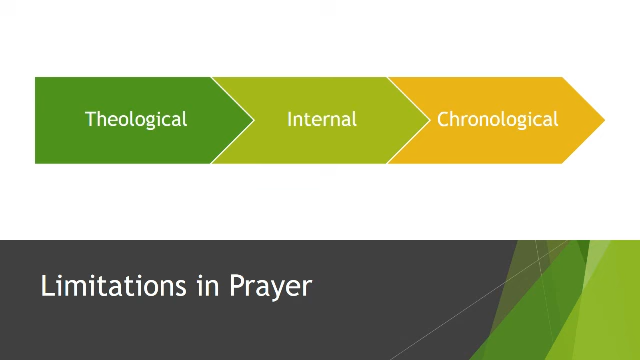 Theological
Internal
Chronological
Limitations in Prayer